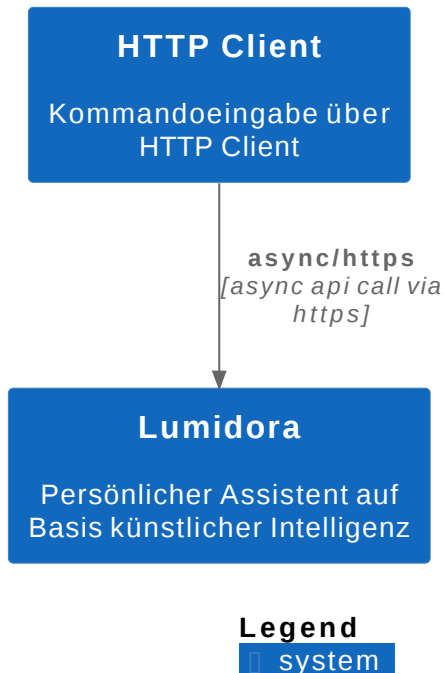 HTTP Client
Kommandoeingabe über
HTTP Client
async/https
[async api call via
https]
Lumidora
Persönlicher Assistent auf
Basis künstlicher Intelligenz
Legend
system